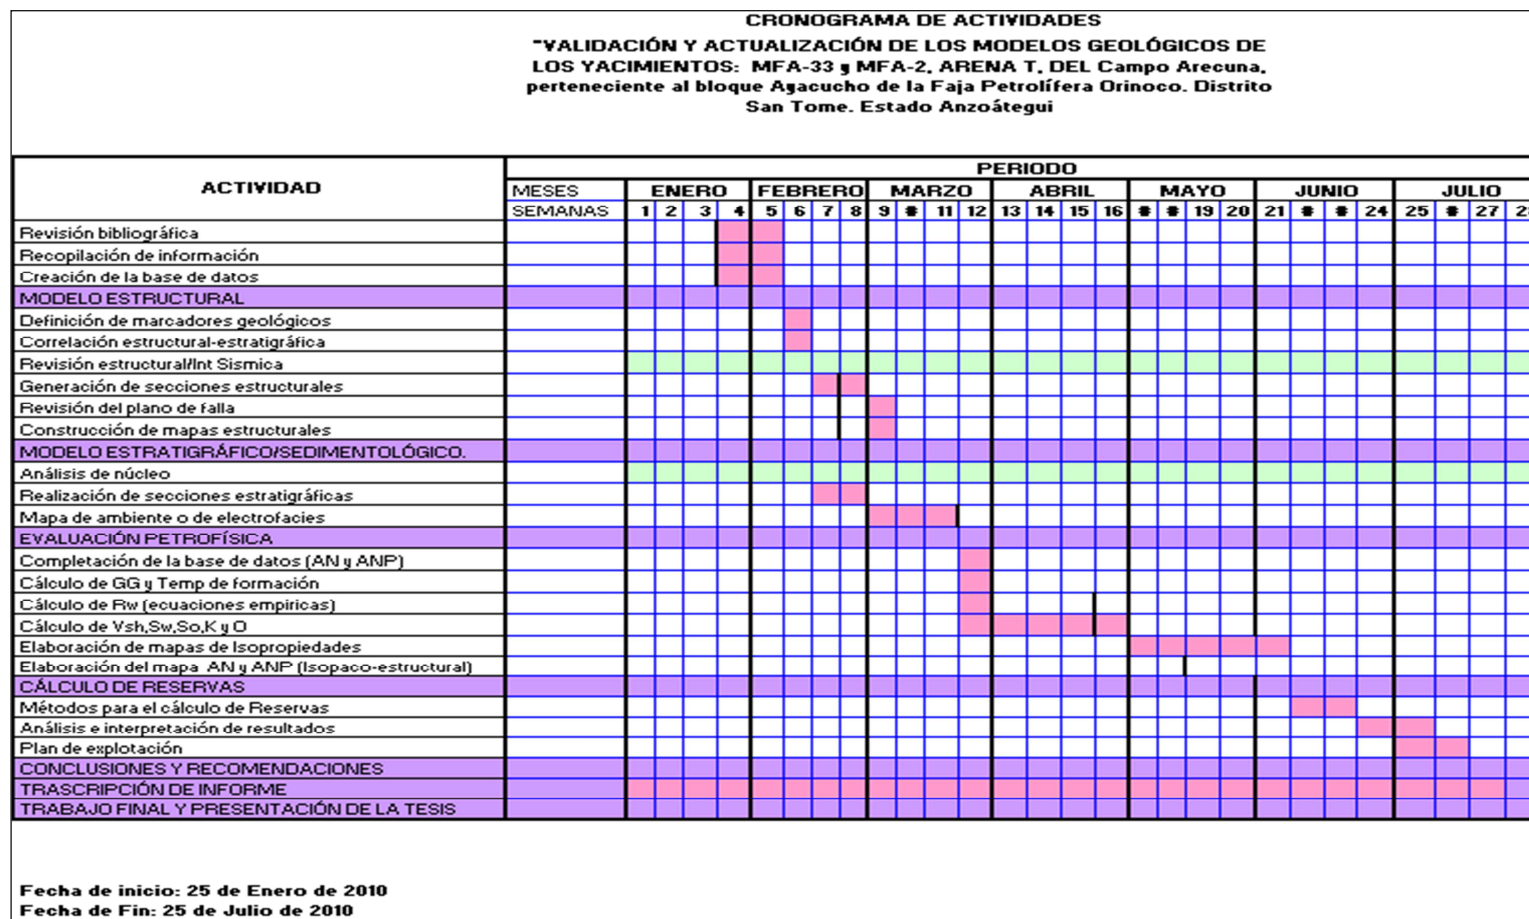 CRONOGRAMA DE ACTIVIDADES
"VALIDACIÓN Y ACTUALIZACIÓN DE LOS MODELOS GEOLÓGICOS DE
LOS YACIMIENTOS: MFA-33 y MFA-2, ARENA T, DEL Campo Arecuna,
perteneciente al bloque Ayacucho de la Faja Petrolífera Orinoco. Distrito
San Tome. Estado Anzoátegui
ACTIVIDAD
PERIODO
MESES ENERO FEBRERO MARZO ABRIL MAYO JUNIO JULIO
SEMANAS 1 2 3 4 5 6 7 8 9 # 11 12 13 14 15 16 # # 19 20 21 # # 24 25 # 27
Revisión bibliográfica
Recopilación de información
Creación de la base de datos
MODELO ESTRUCTURAL
Definición de marcadores geológicos
Correlación estructural-estratigráfica
Revisión estructural/Int Sismica
Generación de secciones estructurales
Revisión del plano de falla
Construcción de mapas estructurales
MODELO ESTRATIGRÁFICO/SEDIMENTOLÓGICO.
Análisis de núcleo
Realización de secciones estratigráficas
Mapa de ambiente o de electrofacies
EVALUACIÓN PETROFÍSICA
Completación de la base de datos (AN y ANP)
Cálculo de GG y Temp de formación
Cálculo de Rw (ecuaciones empiricas)
Cálculo de Vsh,Sw,So,K y O
Elaboración de mapas de Isopropiedades
Elaboración del mapa AN y ANP (Isopaco-estructural)
CÁLCULO DE RESERVAS
Métodos para el cálculo de Reservas
Análisis e interpretación de resultados
Plan de explotación
CONCLUSIONES Y RECOMENDACIONES
TRASCRIPCIÓN DE INFORME
TRABAJO FINAL Y PRESENTACIÓN DE LA TESIS
Fecha de inicio: 25 de Enero de 2010
Fecha de Fin: 25 de Julio de 2010